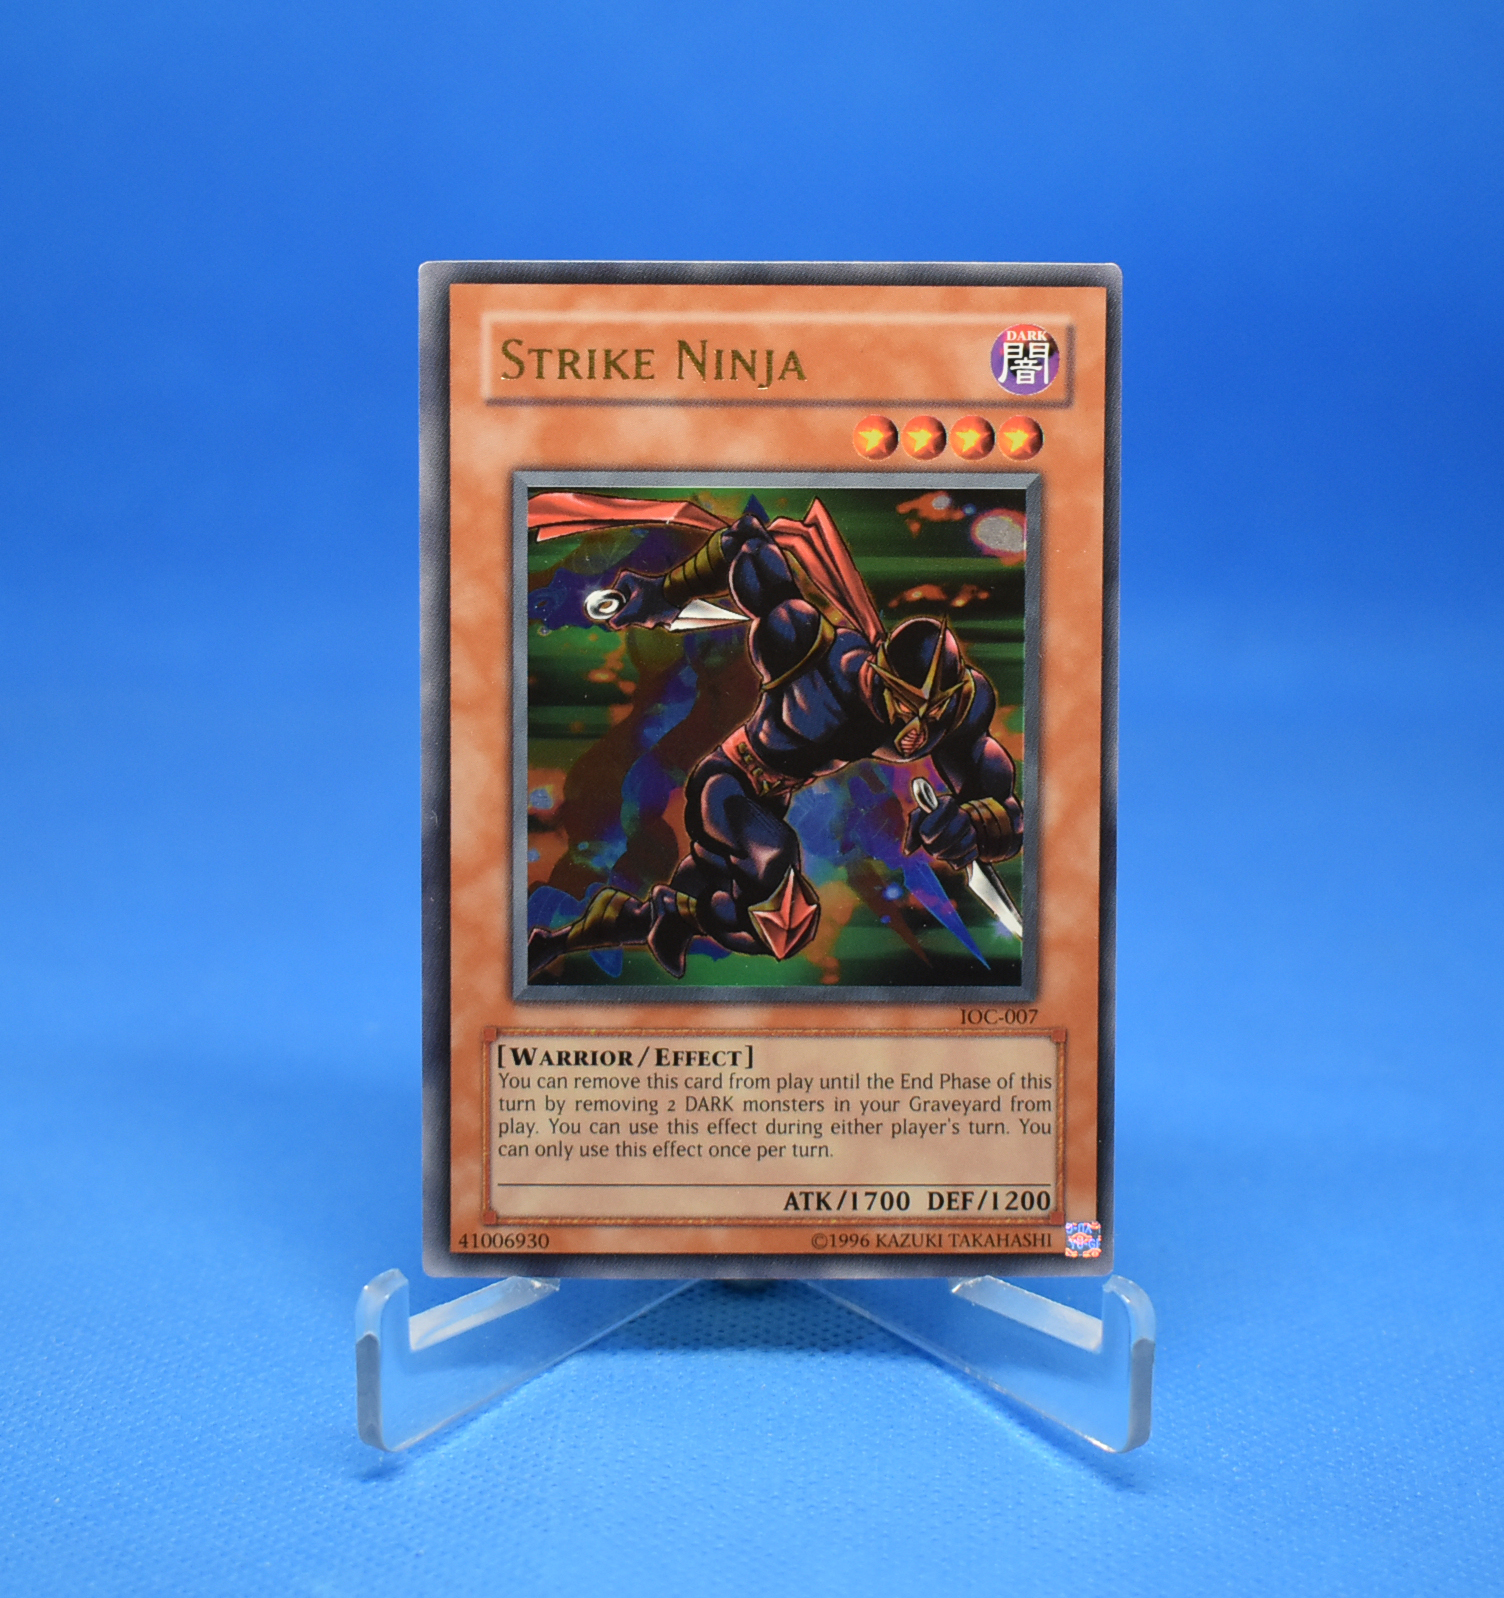 STRIKE NINJA
DARK
闇
IOC-007
[WARRIOR/EFFECT]
You can remove this card from play until the End Phase of this
turn by removing 2 DARK monsters in your Graveyard from
play. You can use this effect during either player's turn. You
can only use this effect once per turn.
ATK/1700 DEF/1200
41006930
©1996 KAZUKI TAKAHASHI